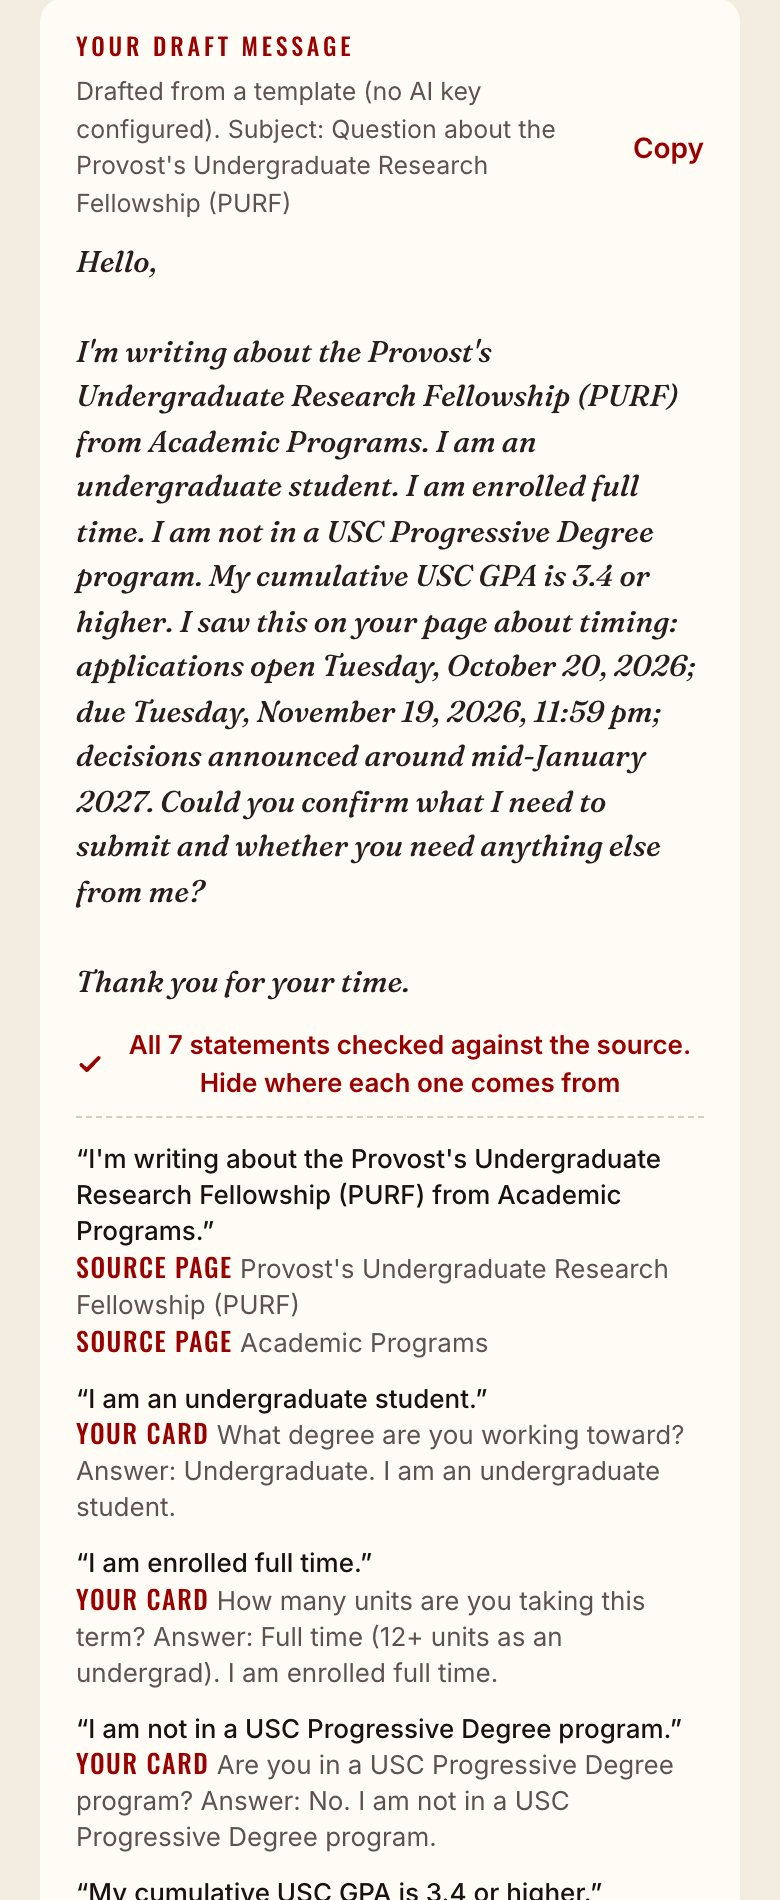 YOUR DRAFT MESSAGE
Drafted from a template (no AI key
configured). Subject: Question about the
Provost's Undergraduate Research
Fellowship (PURF)
Copy
Hello,
I'm writing about the Provost's
Undergraduate Research Fellowship (PURF)
from Academic Programs. I am an
undergraduate student. I am enrolled full
time. I am not in a USC Progressive Degree
program. My cumulative USC GPA is 3.4 or
higher. I saw this on your page about timing:
applications open Tuesday, October 20, 2026;
due Tuesday, November 19, 2026, 11:59 pm;
decisions announced around mid-January
2027. Could you confirm what I need to
submit and whether you need anything else
from me?
Thank you for your time.
All 7 statements checked against the source.
Hide where each one comes from
“I'm writing about the Provost's Undergraduate
Research Fellowship (PURF) from Academic
Programs.”
SOURCE PAGE Provost's Undergraduate Research
Fellowship (PURF)
SOURCE PAGE Academic Programs
“I am an undergraduate student.”
YOUR CARD What degree are you working toward?
Answer: Undergraduate. I am an undergraduate
student.
“I am enrolled full time.”
YOUR CARD How many units are you taking this
term? Answer: Full time (12+ units as an
undergrad). I am enrolled full time.
“I am not in a USC Progressive Degree program.”
YOUR CARD Are you in a USC Progressive Degree
program? Answer: No. I am not in a USC
Progressive Degree program.
“My cumulative USC GPA is 3.4 or higher.”